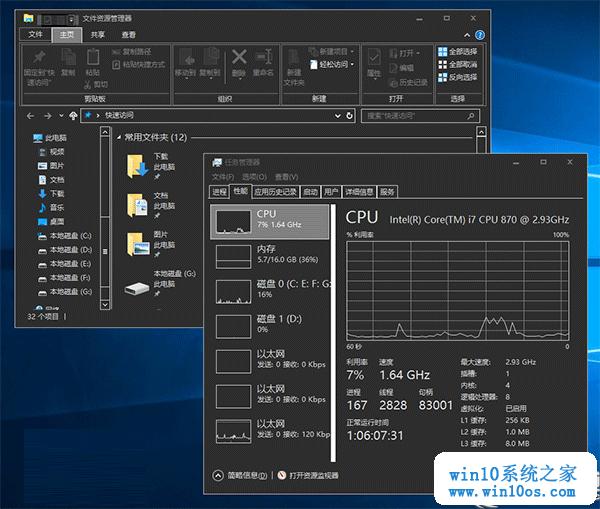 文件资源管理器
文件 主页 共享 查看
固定到"快速访问" 复制 粘贴 复制路径 粘贴快捷方式 剪切
移动到 复制到 删除 重命名
新建文件夹 新建项目 轻松访问
属性 打开 编辑 历史记录
全部选择 全部取消 反向选择
剪贴板 组织 新建 打开 选择
快速访问
搜索"快速访问"
此电脑
视频
图片
文档
下载
音乐
桌面
本地磁盘 (C:)
本地磁盘 (D:)
本地磁盘 (E:)
本地磁盘 (F:)
本地磁盘 (G:)
常用文件夹 (12)
下载
此电脑
文档
此电脑
图片
此电脑
本地磁盘 (G:)
此电脑
32 个项目
任务管理器
文件(F) 选项(O) 查看(V)
进程 性能 应用历史记录 启动 用户 详细信息 服务
CPU
7% 1.64 GHz
内存
5.7/16.0 GB (36%)
磁盘 0 (C: E: F: G:
16%
磁盘 1 (D:)
0%
以太网
发送: 0 接收: 0 Kbps
以太网
发送: 0 接收: 0 Kbps
以太网
发送: 0 接收: 120 Kbp
CPU Intel(R) Core(TM) i7 CPU 870 @ 2.93GHz
% 利用率 100%
60 秒 0
利用率 速度
7% 1.64 GHz
进程 线程 句柄
167 2828 83001
正常运行时间
1:06:07:31
最大速度: 2.93 GHz
插槽: 1
内核: 4
逻辑处理器: 8
虚拟化: 已启用
L1 缓存: 256 KB
L2 缓存: 1.0 MB
L3 缓存: 8.0 MB
简略信息(D) 打开资源监视器
win10系统之家
www.win10os.com